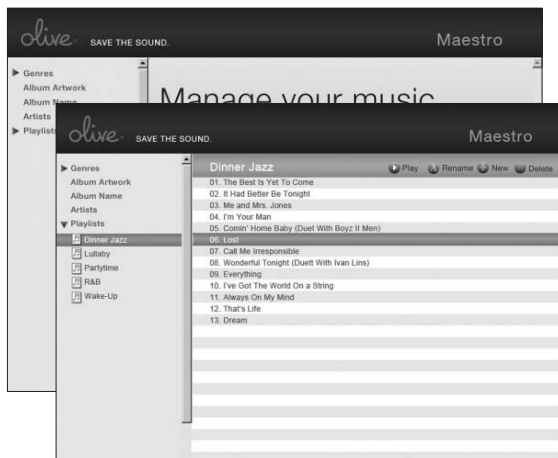 olive. SAVE THE SOUND. Maestro
Genres
Album Artwork
Album Name
Artists
Playlists
Manage your music
olive. SAVE THE SOUND. Maestro
Genres
Album Artwork
Album Name
Artists
Playlists
Dinner Jazz
Lullaby
Partytime
R&B
Wake-Up
Dinner Jazz Play Rename New Delete
01. The Best Is Yet To Come
02. It Had Better Be Tonight
03. Me and Mrs. Jones
04. I'm Your Man
05. Comin' Home Baby (Duet With Boyz II Men)
06. Lost
07. Call Me Irresponsible
08. Wonderful Tonight (Duett With Ivan Lins)
09. Everything
10. I've Got The World On a String
11. Always On My Mind
12. That's Life
13. Dream